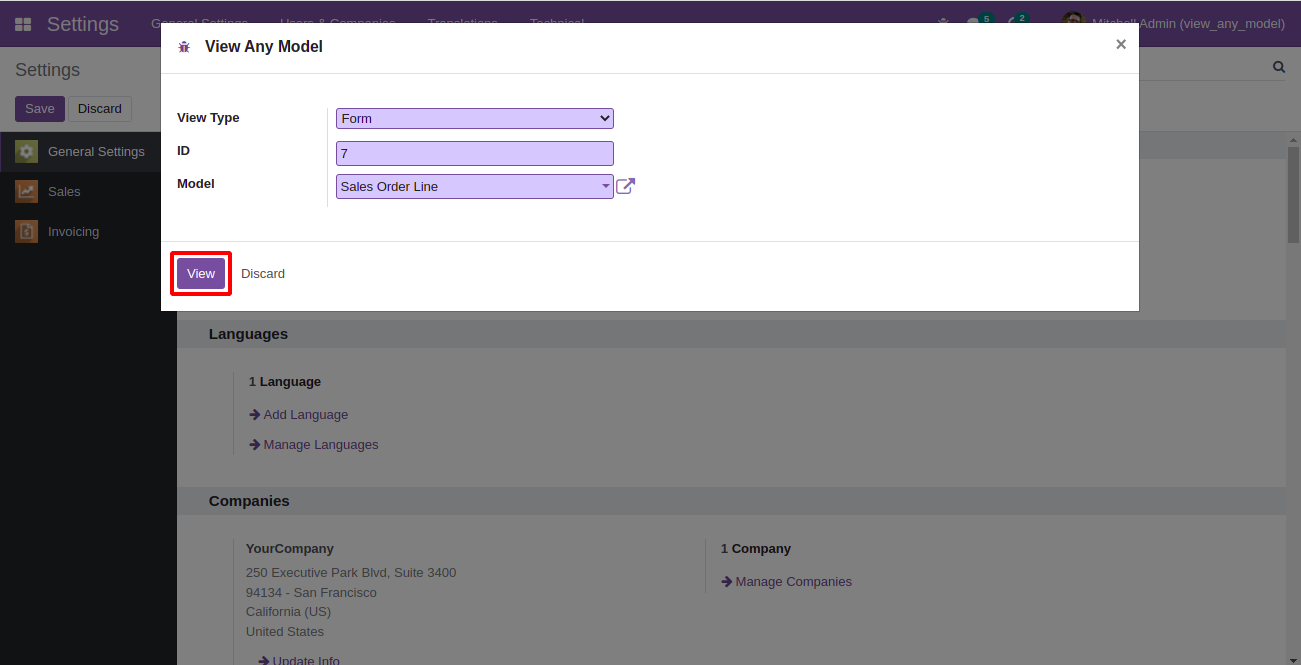 Settings General Settings Users & Companies Translations Technical 5 2 Mitchell Admin (view_any_model)
View Any Model ×
Settings
Save Discard
View Type Form
General Settings
ID 7
Model Sales Order Line
Sales
Invoicing
View Discard
Languages
1 Language
Add Language
Manage Languages
Companies
YourCompany 1 Company
250 Executive Park Blvd, Suite 3400
Manage Companies
94134 - San Francisco
California (US)
United States
Update Info